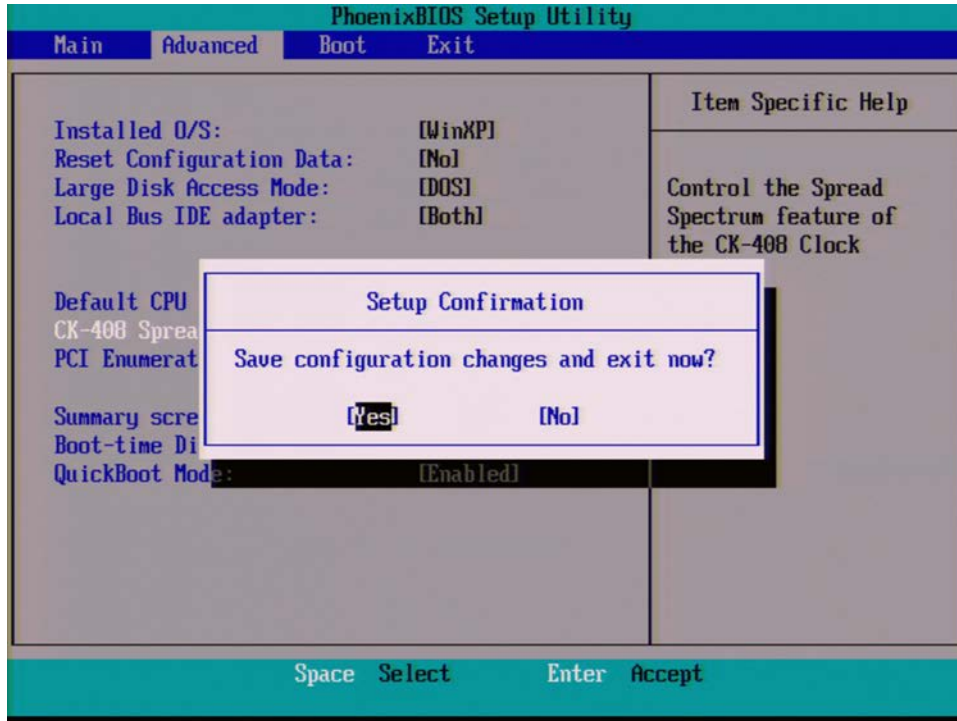 PhoenixBIOS Setup Utility
Main Advanced Boot Exit
Item Specific Help
Installed O/S: [WinXP]
Reset Configuration Data: [No]
Large Disk Access Mode: [DOS]
Local Bus IDE adapter: [Both]
Control the Spread
Spectrum feature of
the CK-408 Clock
Default CPU
CK-408 Sprea
PCI Enumerat
Summary scre
Boot-time Di
QuickBoot Mode: [Enabled]
Setup Confirmation
Save configuration changes and exit now?
[Yes] [No]
Space Select Enter Accept